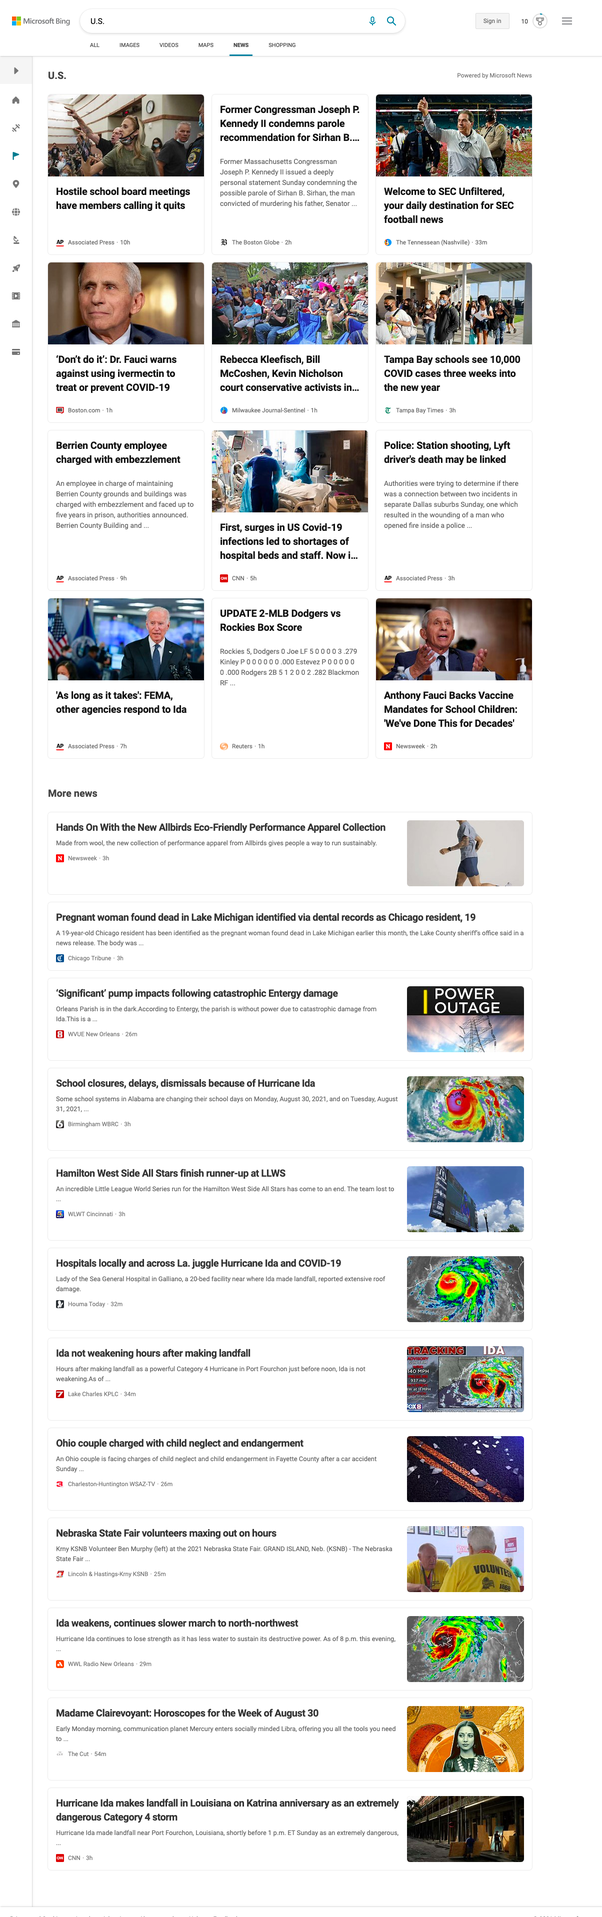 Microsoft Bing
U.S.
Sign in
10
ALL
IMAGES
VIDEOS
MAPS
NEWS
SHOPPING
U.S.
Powered by Microsoft News
Hostile school board meetings
have members calling it quits
AP Associated Press · 10h
Former Congressman Joseph P.
Kennedy II condemns parole
recommendation for Sirhan B....
Former Massachusetts Congressman
Joseph P. Kennedy II issued a deeply
personal statement Sunday condemning the
possible parole of Sirhan B. Sirhan, the man
convicted of murdering his father, Senator ...
The Boston Globe · 2h
Welcome to SEC Unfiltered,
your daily destination for SEC
football news
The Tennessean (Nashville) · 33m
'Don't do it': Dr. Fauci warns
against using ivermectin to
treat or prevent COVID-19
Boston.com · 1h
Rebecca Kleefisch, Bill
McCoshen, Kevin Nicholson
court conservative activists in...
Milwaukee Journal-Sentinel · 1h
Tampa Bay schools see 10,000
COVID cases three weeks into
the new year
Tampa Bay Times · 3h
Berrien County employee
charged with embezzlement
An employee in charge of maintaining
Berrien County grounds and buildings was
charged with embezzlement and faced up to
five years in prison, authorities announced.
Berrien County Building and ...
AP Associated Press · 9h
First, surges in US Covid-19
infections led to shortages of
hospital beds and staff. Now i...
CNN · 5h
Police: Station shooting, Lyft
driver's death may be linked
Authorities were trying to determine if there
was a connection between two incidents in
separate Dallas suburbs Sunday, one which
resulted in the wounding of a man who
opened fire inside a police ...
AP Associated Press · 3h
'As long as it takes': FEMA,
other agencies respond to Ida
AP Associated Press · 7h
UPDATE 2-MLB Dodgers vs
Rockies Box Score
Rockies 5, Dodgers 0 Joe LF 5 0 0 0 0 3 .279
Kinley P 0 0 0 0 0 0 .000 Estevez P 0 0 0 0 0
0 .000 Rodgers 2B 5 1 2 0 0 2 .282 Blackmon
RF ...
Reuters · 1h
Anthony Fauci Backs Vaccine
Mandates for School Children:
'We've Done This for Decades'
N Newsweek · 2h
More news
Hands On With the New Allbirds Eco-Friendly Performance Apparel Collection
Made from wool, the new collection of performance apparel from Allbirds gives people a way to run sustainably.
N Newsweek · 3h
Pregnant woman found dead in Lake Michigan identified via dental records as Chicago resident, 19
A 19-year-old Chicago resident has been identified as the pregnant woman found dead in Lake Michigan earlier this month, the Lake County sheriff's office said in a
news release. The body was ...
Chicago Tribune · 3h
'Significant' pump impacts following catastrophic Entergy damage
Orleans Parish is in the dark.According to Entergy, the parish is without power due to catastrophic damage from
Ida.This is a ...
8 WVUE New Orleans · 26m
POWER
OUTAGE
School closures, delays, dismissals because of Hurricane Ida
Some school systems in Alabama are changing their school days on Monday, August 30, 2021, and on Tuesday, August
31, 2021, ...
Birmingham WBRC · 3h
Hamilton West Side All Stars finish runner-up at LLWS
An incredible Little League World Series run for the Hamilton West Side All Stars has come to an end. The team lost to
...
WLWT Cincinnati · 3h
Hospitals locally and across La. juggle Hurricane Ida and COVID-19
Lady of the Sea General Hospital in Galliano, a 20-bed facility near where Ida made landfall, reported extensive roof
damage.
Houma Today · 32m
Ida not weakening hours after making landfall
Hours after making landfall as a powerful Category 4 Hurricane in Port Fourchon just before noon, Ida is not
weakening.As of ...
7 Lake Charles KPLC · 34m
TRACKING IDA
Ohio couple charged with child neglect and endangerment
An Ohio couple is facing charges of child neglect and child endangerment in Fayette County after a car accident
Sunday ...
Charleston-Huntington WSAZ-TV · 26m
Nebraska State Fair volunteers maxing out on hours
Krny KSNB Volunteer Ben Murphy (left) at the 2021 Nebraska State Fair. GRAND ISLAND, Neb. (KSNB) - The Nebraska
State Fair ...
Lincoln & Hastings-Krny KSNB · 25m
VOLUNTEER
Ida weakens, continues slower march to north-northwest
Hurricane Ida continues to lose strength as it has less water to sustain its destructive power. As of 8 p.m. this evening,
...
WWL Radio New Orleans · 29m
Madame Clairevoyant: Horoscopes for the Week of August 30
Early Monday morning, communication planet Mercury enters socially minded Libra, offering you all the tools you need
to ...
The Cut · 54m
Hurricane Ida makes landfall in Louisiana on Katrina anniversary as an extremely
dangerous Category 4 storm
Hurricane Ida made landfall near Port Fourchon, Louisiana, shortly before 1 p.m. ET Sunday as an extremely dangerous,
...
CNN · 3h